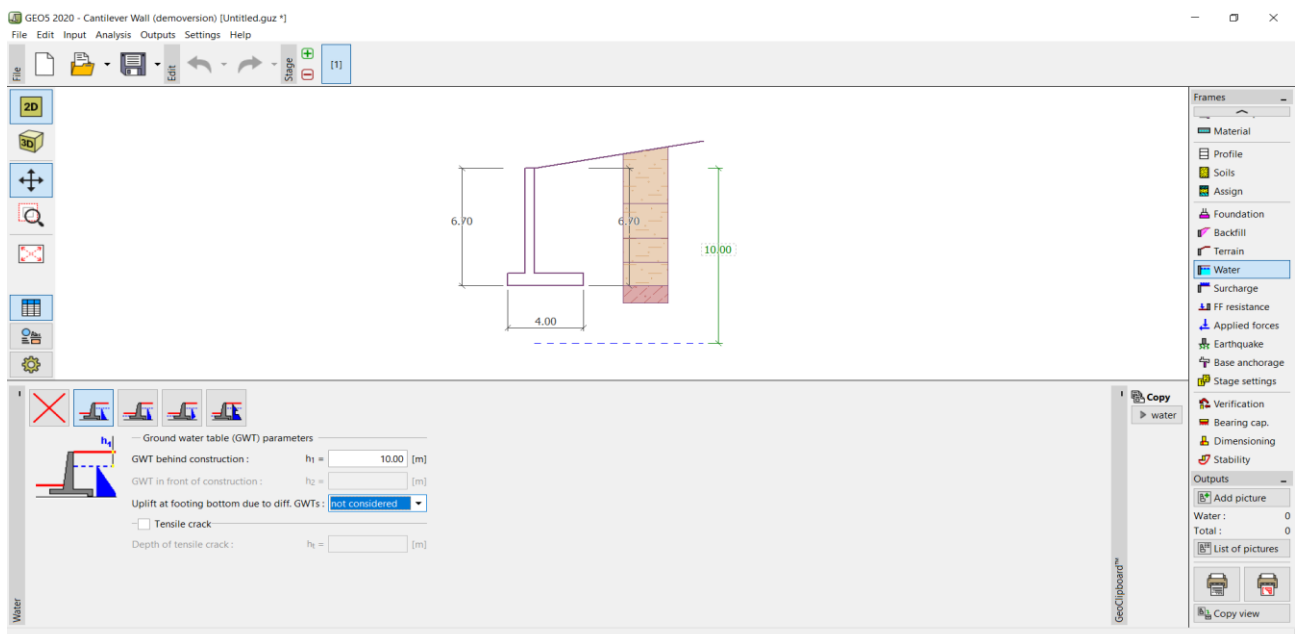 GEO5 2020 - Cantilever Wall (demoversion) [Untitled.guz *]
File Edit Input Analysis Outputs Settings Help
File
Edit
Stage
[1]
2D
3D
6.70
6.70
10.00
4.00
Frames
Material
Profile
Soils
Assign
Foundation
Backfill
Terrain
Water
Surcharge
FF resistance
Applied forces
Earthquake
Base anchorage
Stage settings
Verification
Bearing cap.
Dimensioning
Stability
Outputs
Add picture
Water : 0
Total : 0
List of pictures
Copy view
Water
h1
Ground water table (GWT) parameters
GWT behind construction : h1 = 10.00 [m]
GWT in front of construction : h2 = [m]
Uplift at footing bottom due to diff. GWTs : not considered
Tensile crack
Depth of tensile crack : ht = [m]
GeoClipboard™
Copy
water